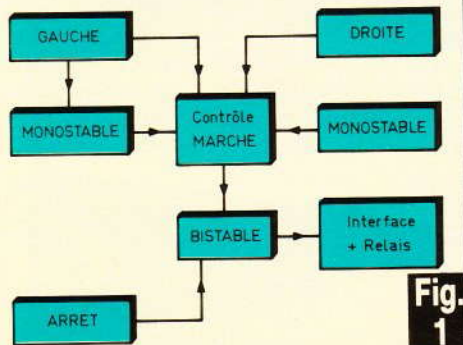 GAUCHE
DROITE
MONOSTABLE
Contrôle
MARCHE
MONOSTABLE
BISTABLE
Interface
+ Relais
ARRET
Fig.
1